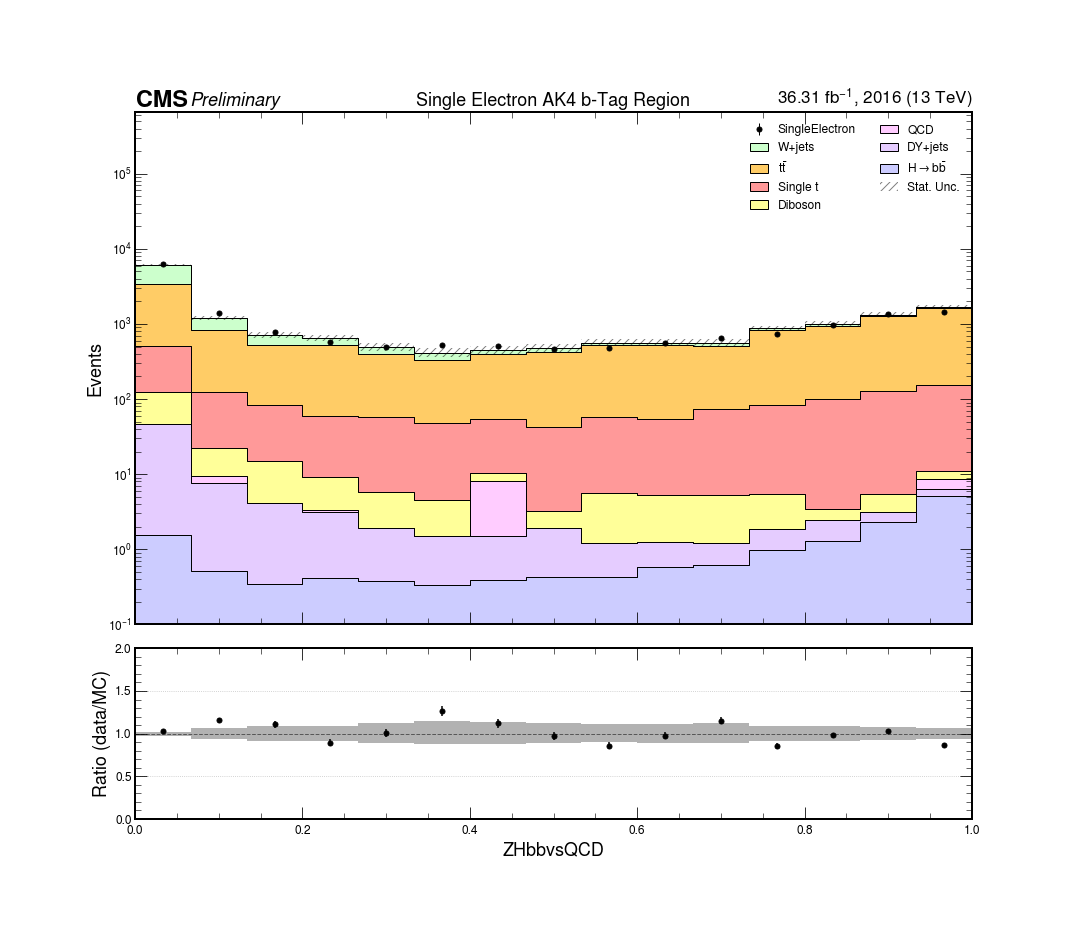 CMS Preliminary Single Electron AK4 b-Tag Region 36.31 fb⁻¹, 2016 (13 TeV)
SingleElectron QCD
W+jets DY+jets
tt̄ H→bb̄
Single t Stat. Unc.
Diboson
10⁵
10⁴
10³
10²
10¹
10⁰
10⁻¹
Events
2.0
1.5
1.0
0.5
0.0
Ratio (data/MC)
0.0 0.2 0.4 0.6 0.8 1.0
ZHbbvsQCD